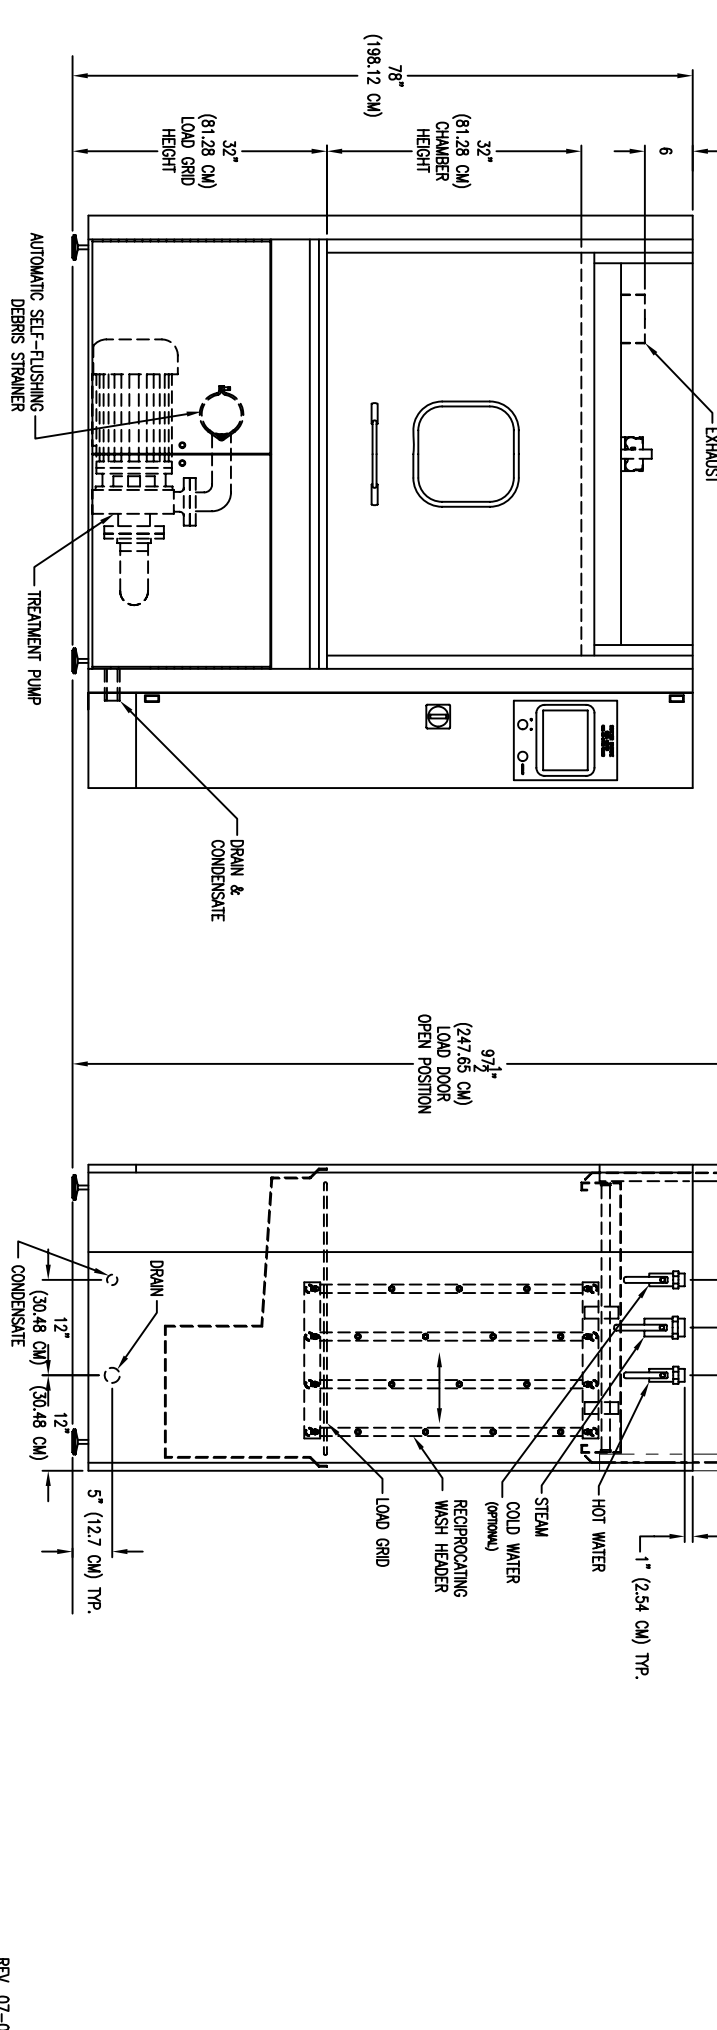 78"
(198.12 CM)
32"
(81.28 CM)
LOAD GRID
HEIGHT
32"
(81.28 CM)
CHAMBER
HEIGHT
6
EXHAUST
AUTOMATIC SELF-FLUSHING
DEBRIS STRAINER
TREATMENT PUMP
DRAIN &
CONDENSATE
97½"
(247.65 CM)
LOAD DOOR
OPEN POSITION
DRAIN
CONDENSATE
12"
(30.48 CM)
12"
(30.48 CM)
5" (12.7 CM) TYP.
LOAD GRID
RECIPROCATING
WASH HEADER
COLD WATER
(OPTIONAL)
STEAM
HOT WATER
1" (2.54 CM) TYP.